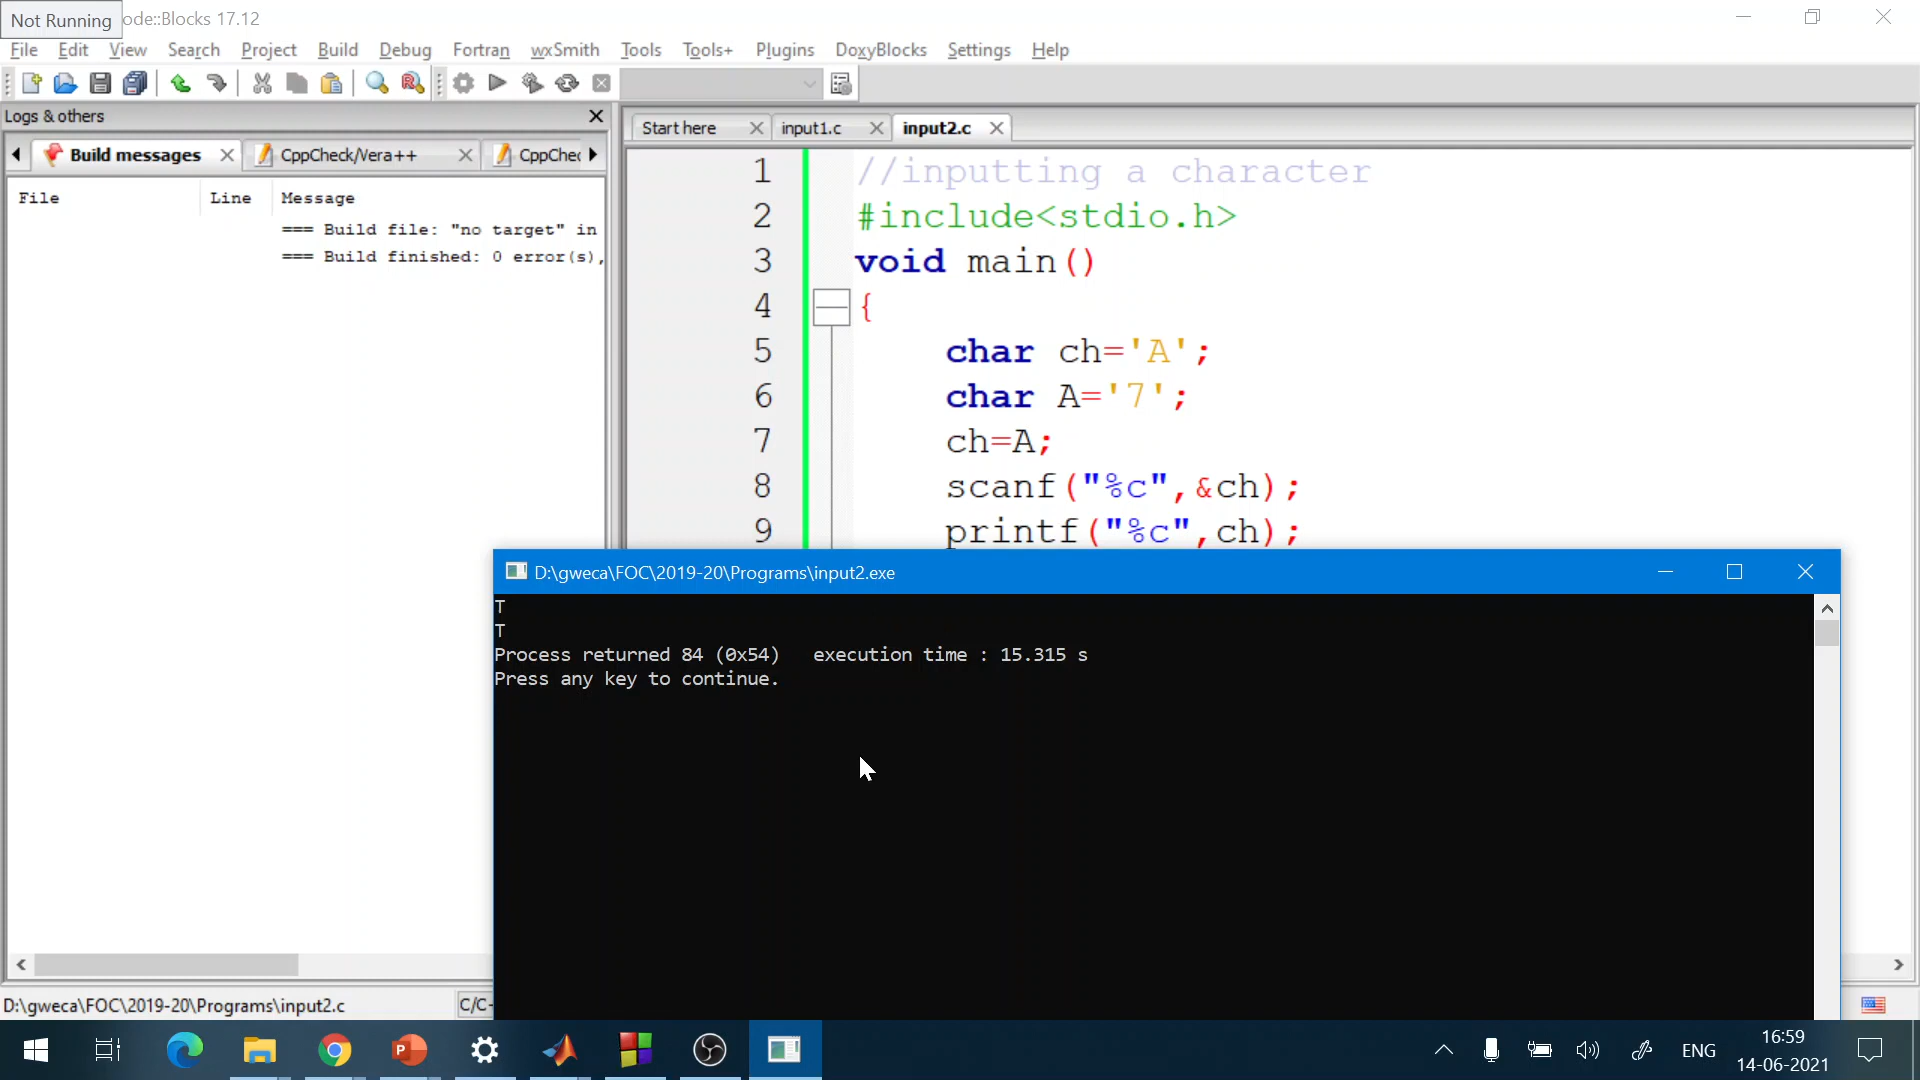 Not Running
ode::Blocks 17.12
File Edit View Search Project Build Debug Fortran wxSmith Tools Tools+ Plugins DoxyBlocks Settings Help
Logs & others
Start here input1.c input2.c
Build messages CppCheck/Vera++ CppChec
File Line Message
=== Build file: "no target" in
=== Build finished: 0 error(s),
1 //inputting a character
2 #include<stdio.h>
3 void main()
4 {
5 char ch='A';
6 char A='7';
7 ch=A;
8 scanf("%c",&ch);
9 printf("%c",ch);
D:\gweca\FOC\2019-20\Programs\input2.exe
T
T
Process returned 84 (0x54)   execution time : 15.315 s
Press any key to continue.
D:\gweca\FOC\2019-20\Programs\input2.c C/C-
ENG
16:59
14-06-2021